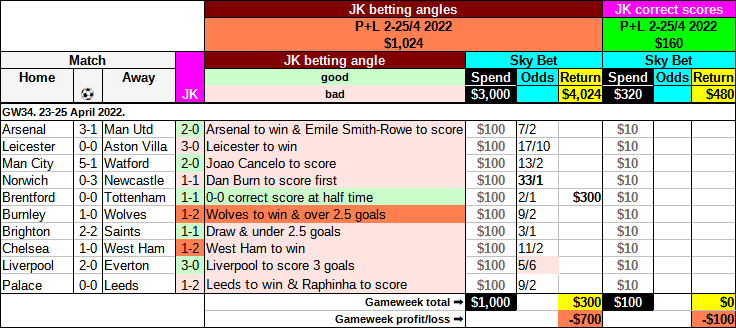 JK betting angles JK correct scores
P+L 2-25/4 2022 P+L 2-25/4 2022
$1,024 $160
Match JK betting angle Sky Bet Sky Bet
Home Away JK good Spend Odds Return Spend Odds Return
bad $3,000 $4,024 $320 $480
GW34. 23-25 April 2022.
Arsenal 3-1 Man Utd 2-0 Arsenal to win & Emile Smith-Rowe to score $100 7/2 $10
Leicester 0-0 Aston Villa 3-0 Leicester to win $100 17/10 $10
Man City 5-1 Watford 2-0 Joao Cancelo to score $100 13/2 $10
Norwich 0-3 Newcastle 1-1 Dan Burn to score first $100 33/1 $10
Brentford 0-0 Tottenham 1-1 0-0 correct score at half time $100 2/1 $300 $10
Burnley 1-0 Wolves 1-2 Wolves to win & over 2.5 goals $100 9/2 $10
Brighton 2-2 Saints 1-1 Draw & under 2.5 goals $100 3/1 $10
Chelsea 1-0 West Ham 1-2 West Ham to win $100 11/2 $10
Liverpool 2-0 Everton 3-0 Liverpool to score 3 goals $100 5/6 $10
Palace 0-0 Leeds 1-2 Leeds to win & Raphinha to score $100 9/2 $10
Gameweek total ➡ $1,000 $300 $100 $0
Gameweek profit/loss ➡ -$700 -$100